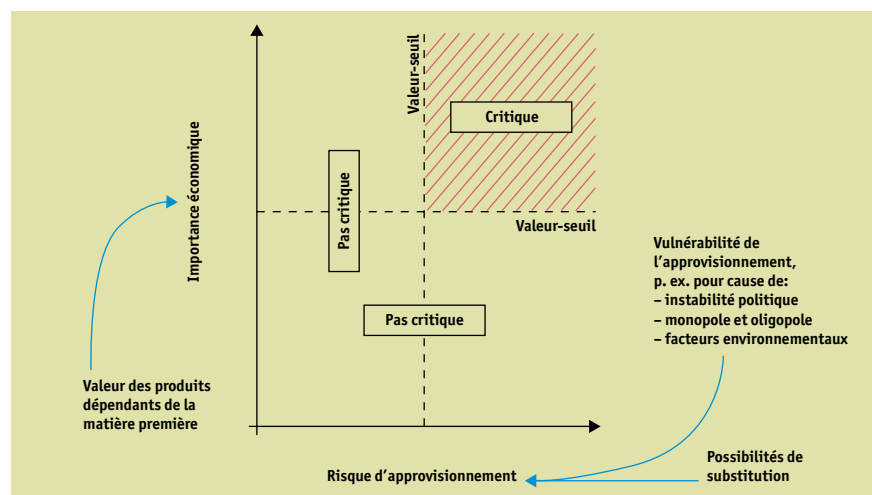 Valeur-seuil
Critique
Importance économique
Pas critique
Valeur-seuil
Vulnérabilité de
l’approvisionnement,
p. ex. pour cause de:
– instabilité politique
– monopole et oligopole
– facteurs environnementaux
Pas critique
Valeur des produits
dépendants de la
matière première
Risque d’approvisionnement
Possibilités de
substitution